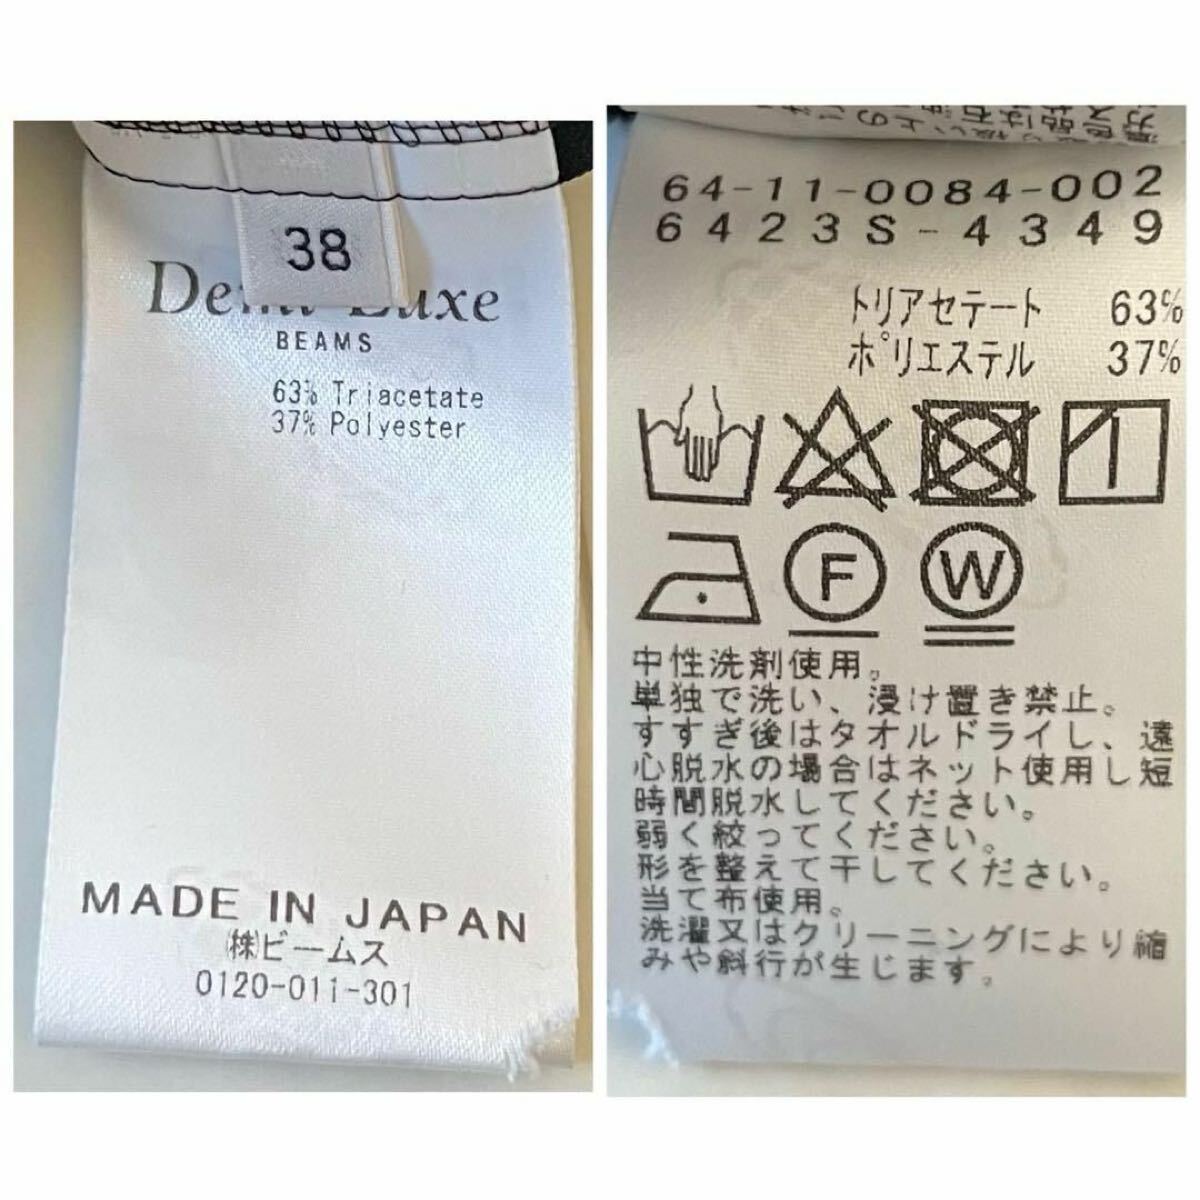 38
BEAMS
63% Triacetate
37% Polyester
MADE IN JAPAN
㈱ビームス
0120-011-301
64-11-0084-002
6423S-4349
トリアセテート 63%
ポリエステル 37%
F W
中性洗剤使用。
単独で洗い、浸け置き禁止。
すすぎ後はタオルドライし、遠
心脱水の場合はネット使用し短
時間脱水してください。
弱く絞ってください。
形を整えて干してください。
当て布使用。
洗濯又はクリーニングにより縮
みや斜行が生じます。